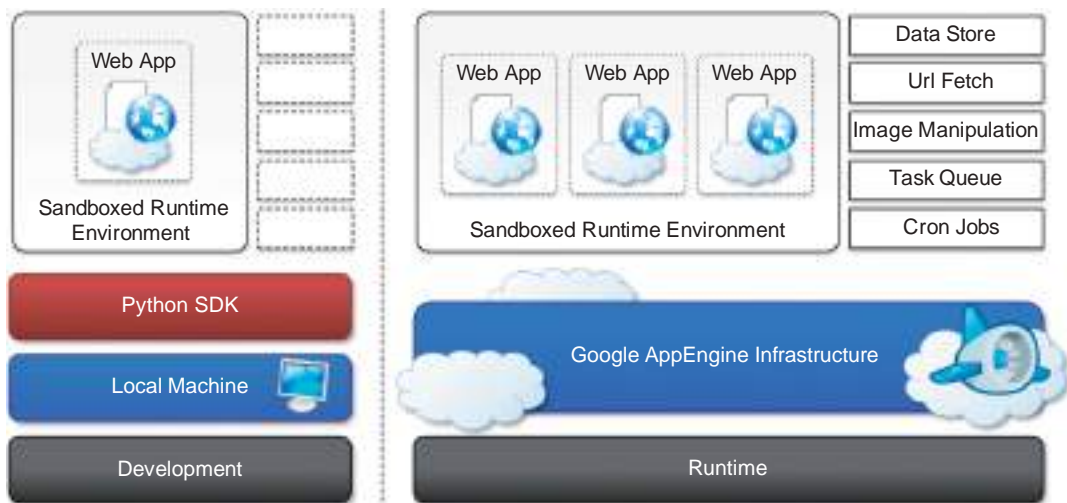 Web App
Sandboxed Runtime
Environment
Python SDK
Local Machine
Development
Web App
Web App
Web App
Sandboxed Runtime Environment
Data Store
Url Fetch
Image Manipulation
Task Queue
Cron Jobs
Google AppEngine Infrastructure
Runtime